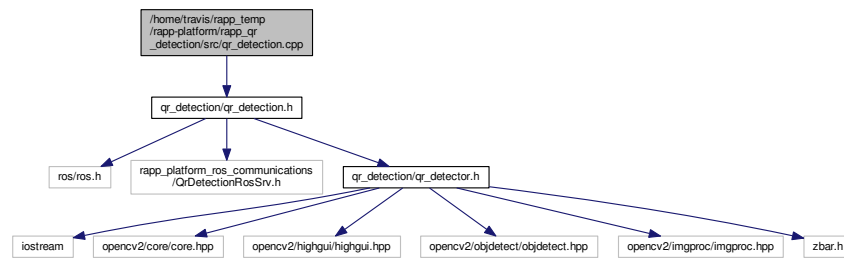 /home/travis/rapp_temp
/rapp-platform/rapp_qr
_detection/src/qr_detection.cpp
qr_detection/qr_detection.h
ros/ros.h
rapp_platform_ros_communications
/QrDetectionRosSrv.h
qr_detection/qr_detector.h
iostream
opencv2/core/core.hpp
opencv2/highgui/highgui.hpp
opencv2/objdetect/objdetect.hpp
opencv2/imgproc/imgproc.hpp
zbar.h